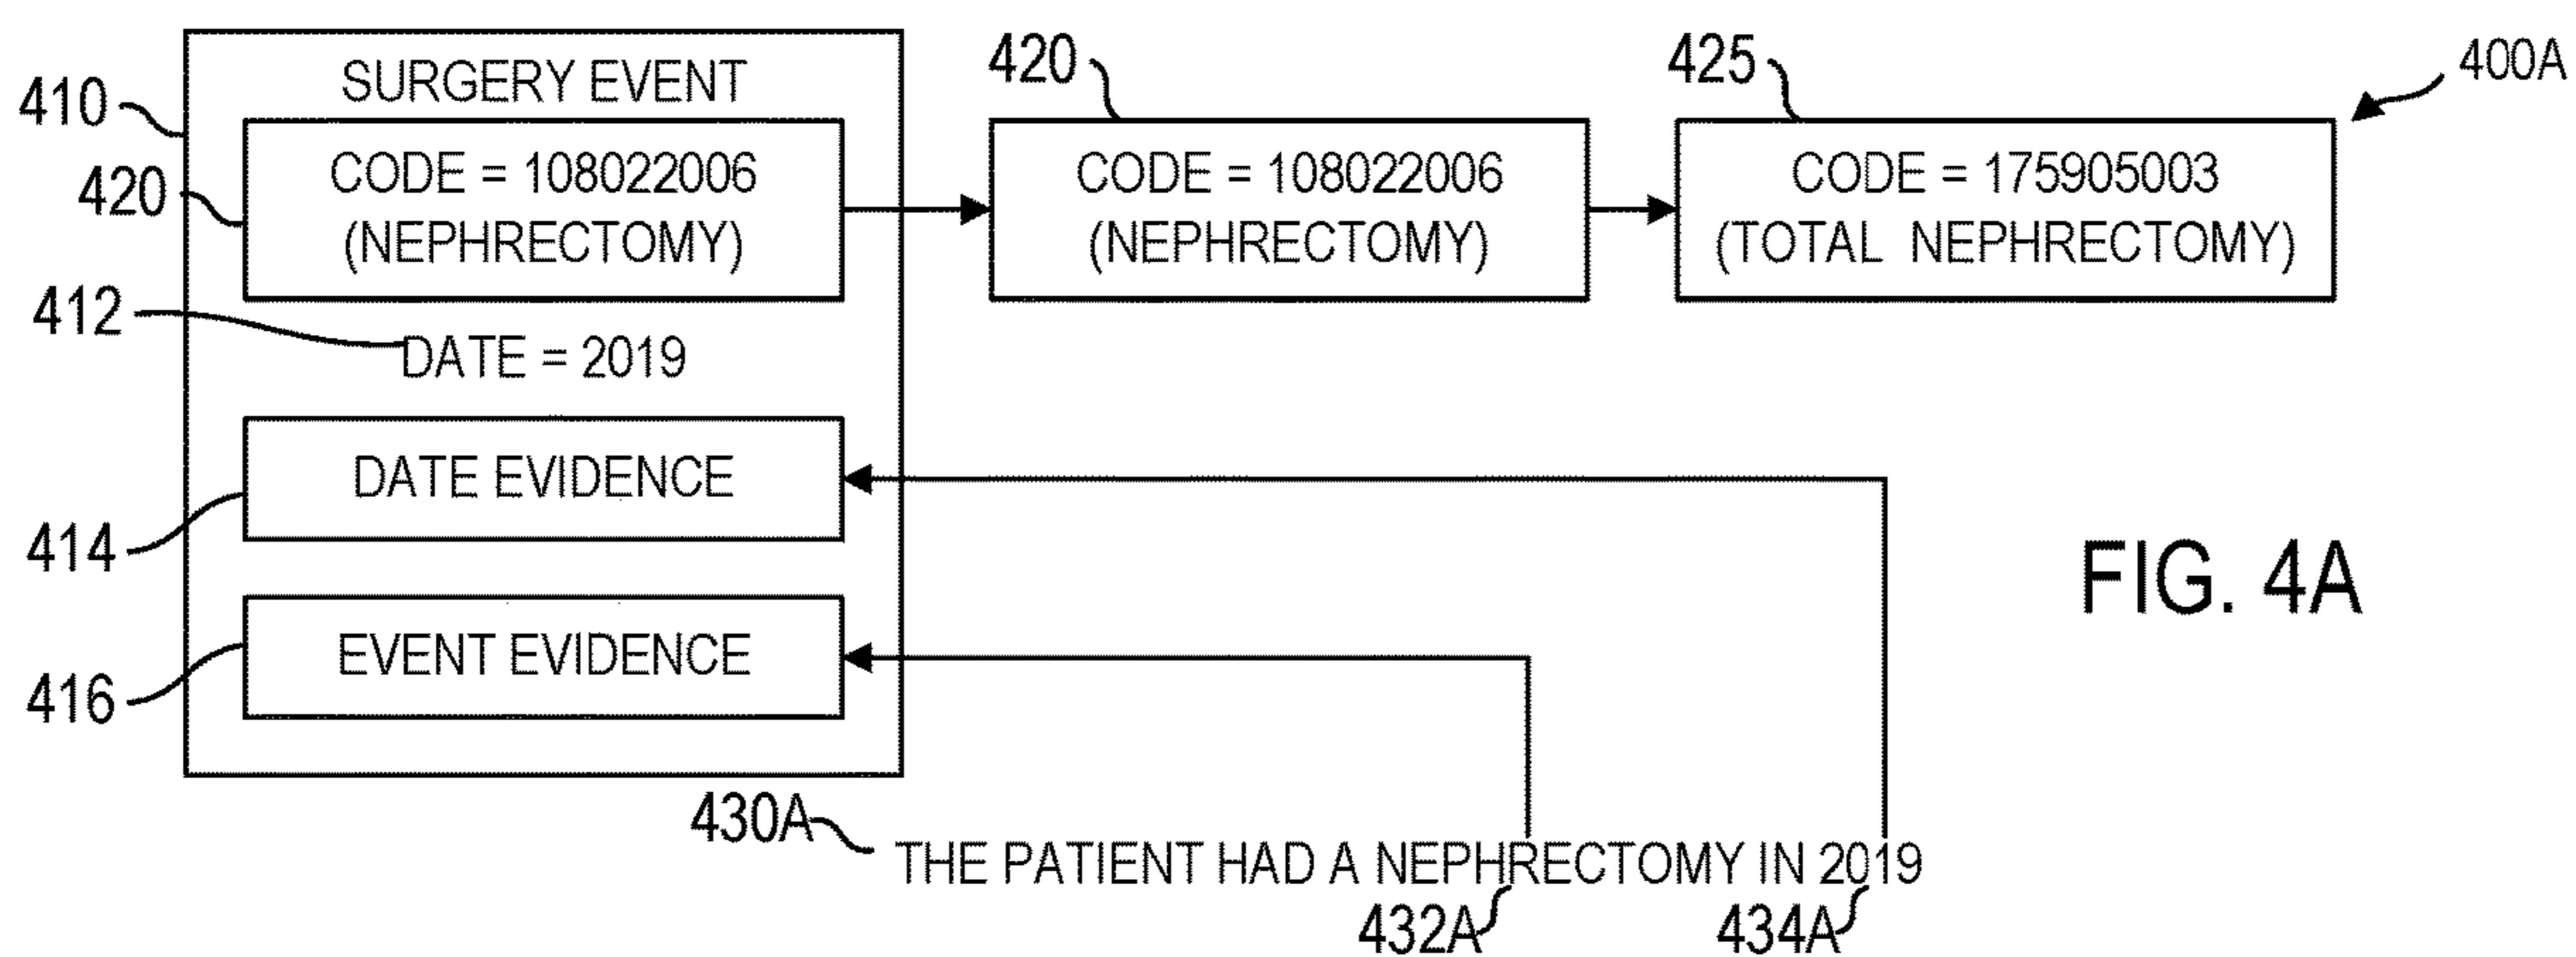 420
425
400A
SURGERY EVENT
410
CODE = 108022006
(NEPHRECTOMY)
CODE = 108022006
(NEPHRECTOMY)
CODE = 175905003
(TOTAL NEPHRECTOMY)
420
412
DATE = 2019
DATE EVIDENCE
414
FIG. 4A
EVENT EVIDENCE
416
430A
THE PATIENT HAD A NEPHRECTOMY IN 2019
432A
434A